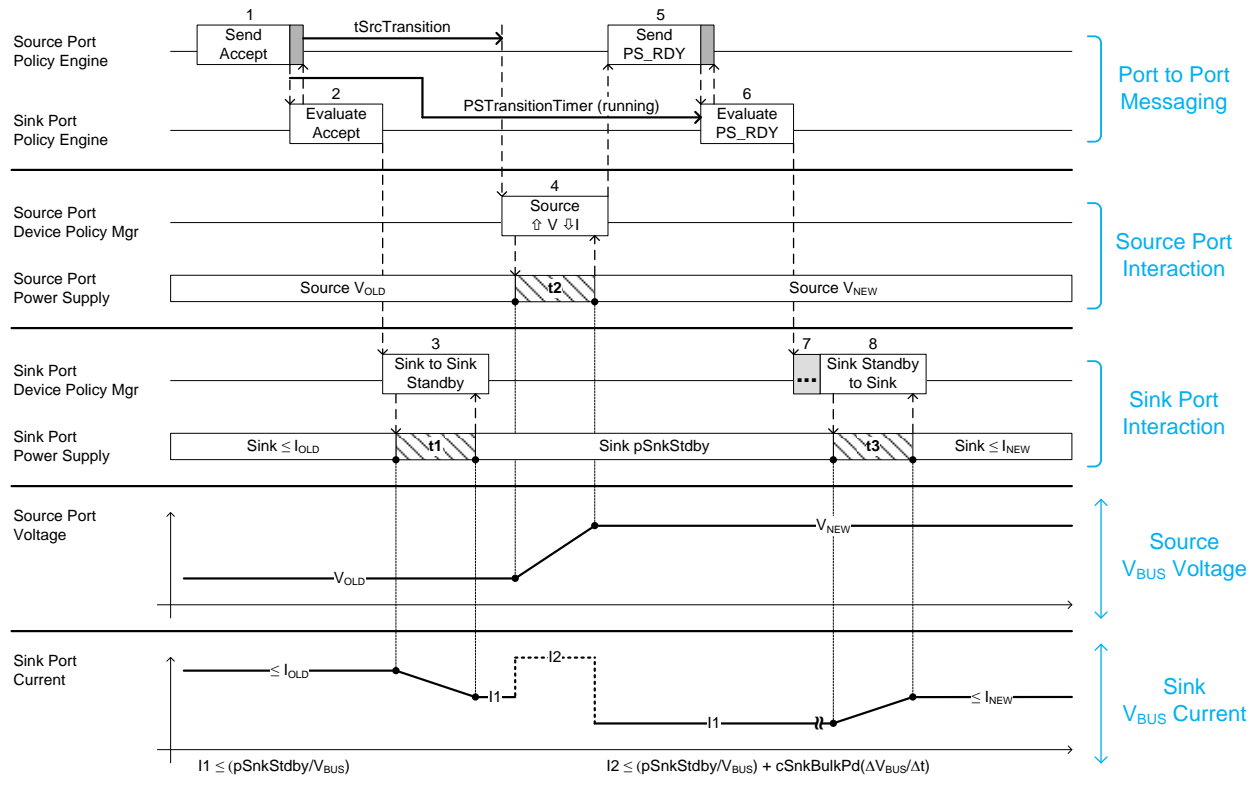 1
5
Source Port
Policy Engine
Send
Accept
tSrcTransition
Send
PS_RDY
Port to Port
Messaging
2
6
Sink Port
Policy Engine
Evaluate
Accept
PSTransitionTimer (running)
Evaluate
PS_RDY
4
Source Port
Device Policy Mgr
Source
⇧ V ⇩I
Source Port
Interaction
Source Port
Power Supply
Source VOLD
t2
Source VNEW
3
7
8
Sink Port
Device Policy Mgr
Sink to Sink
Standby
...
Sink Standby
to Sink
Sink Port
Interaction
Sink Port
Power Supply
Sink ≤ IOLD
t1
Sink pSnkStdby
t3
Sink ≤ INEW
Source Port
Voltage
VOLD
VNEW
Source
VBUS Voltage
Sink Port
Current
≤ IOLD
I1
I2
I1
≤ INEW
Sink
VBUS Current
I1 ≤ (pSnkStdby/VBUS)
I2 ≤ (pSnkStdby/VBUS) + cSnkBulkPd(ΔVBUS/Δt)